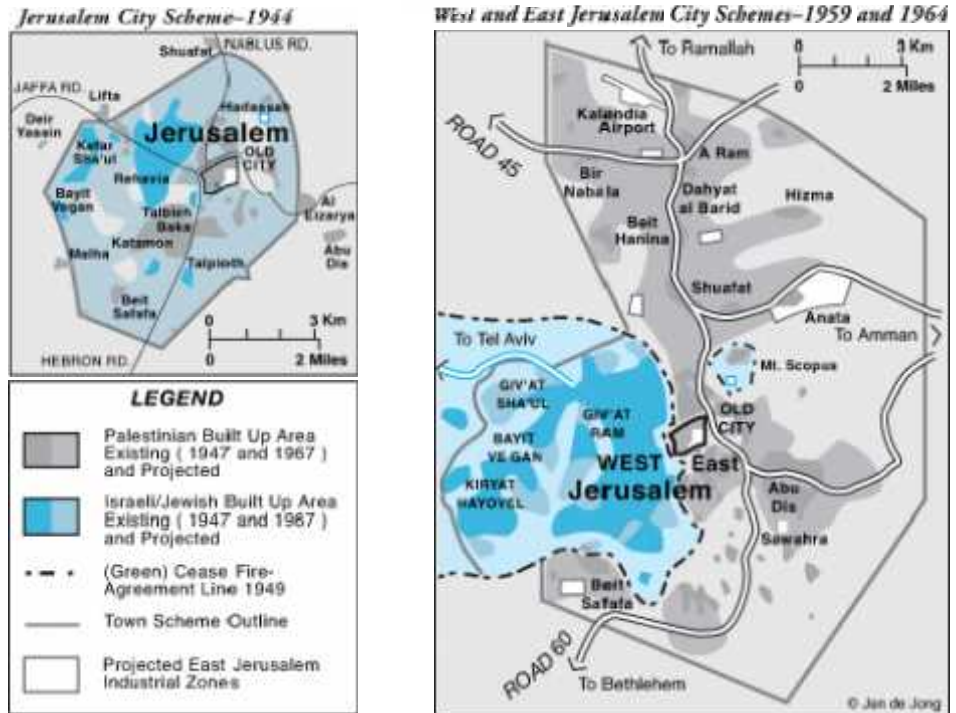 Jerusalem City Scheme–1944
NABLUS RD.
Shuafat
JAFFA RD.
Lifta
Hadassah
Deir
Yassin
Jerusalem
Kafar
Sha'ul
OLD
CITY
Rehavia
Bayit
Vegan
Talbieh
Baka
Al
Eizarya
Katamon
Malha
Abu
Dis
Talpioth
Beit
Safafa
0 3 Km
0 2 Miles
HEBRON RD.
LEGEND
Palestinian Built Up Area
Existing ( 1947 and 1967 )
and Projected
Israeli/Jewish Built Up Area
Existing ( 1947 and 1967 )
and Projected
(Green) Cease Fire-
Agreement Line 1949
Town Scheme Outline
Projected East Jerusalem
Industrial Zones
West and East Jerusalem City Schemes–1959 and 1964
To Ramallah
0 3 Km
0 2 Miles
Kalandia
Airport
ROAD 45
A Ram
Bir
Nabala
Dahyat
al Barid
Hizma
Beit
Hanina
Shuafat
Anata
To Amman
To Tel Aviv
Mt. Scopus
GIV'AT
SHA'UL
GIV'AT
RAM
OLD
CITY
BAYIT
VE GAN
WEST East
Jerusalem
KIRYAT
HAYOVEL
Abu
Dis
Sawahra
Beit
Safafa
ROAD 60
To Bethlehem
© Jan de Jong